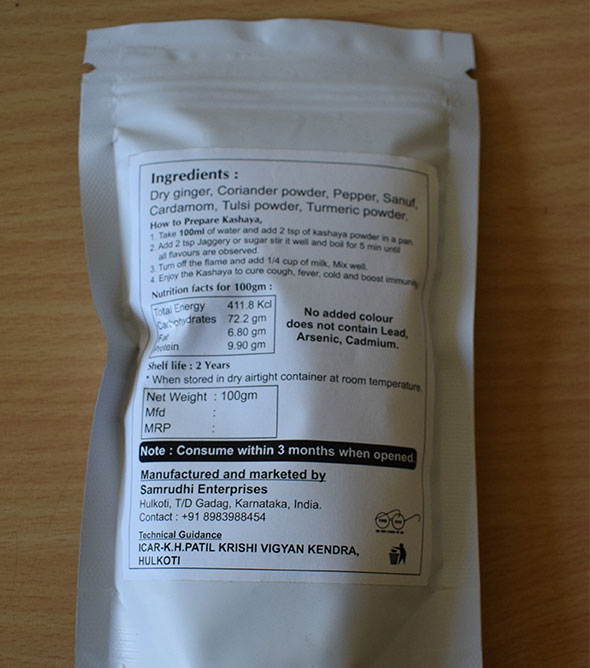 Ingredients :
Dry ginger, Coriander powder, Pepper, Sanuf,
Cardamom, Tulsi powder, Turmeric powder.
How to Prepare Kashaya,
1. Take 100ml of water and add 2 tsp of kashaya powder in a pan
2. Add 2 tsp Jaggery or sugar stir it well and boil for 5 min until
all flavours are observed.
3. Turn off the flame and add 1/4 cup of milk, Mix well.
4. Enjoy the Kashaya to cure cough, fever, cold and boost immunity
Nutrition facts for 100gm :
Total Energy 411.8 Kcl
Carbohydrates 72.2 gm
Fat 6.80 gm
Protein 9.90 gm
No added colour
does not contain Lead,
Arsenic, Cadmium.
Shelf life : 2 Years
* When stored in dry airtight container at room temperature.
Net Weight : 100gm
Mfd :
MRP :
Note : Consume within 3 months when opened.
Manufactured and marketed by
Samrudhi Enterprises
Hulkoti, T/D Gadag, Karnataka, India.
Contact : +91 8983988454
Technical Guidance
ICAR-K.H.PATIL KRISHI VIGYAN KENDRA,
HULKOTI